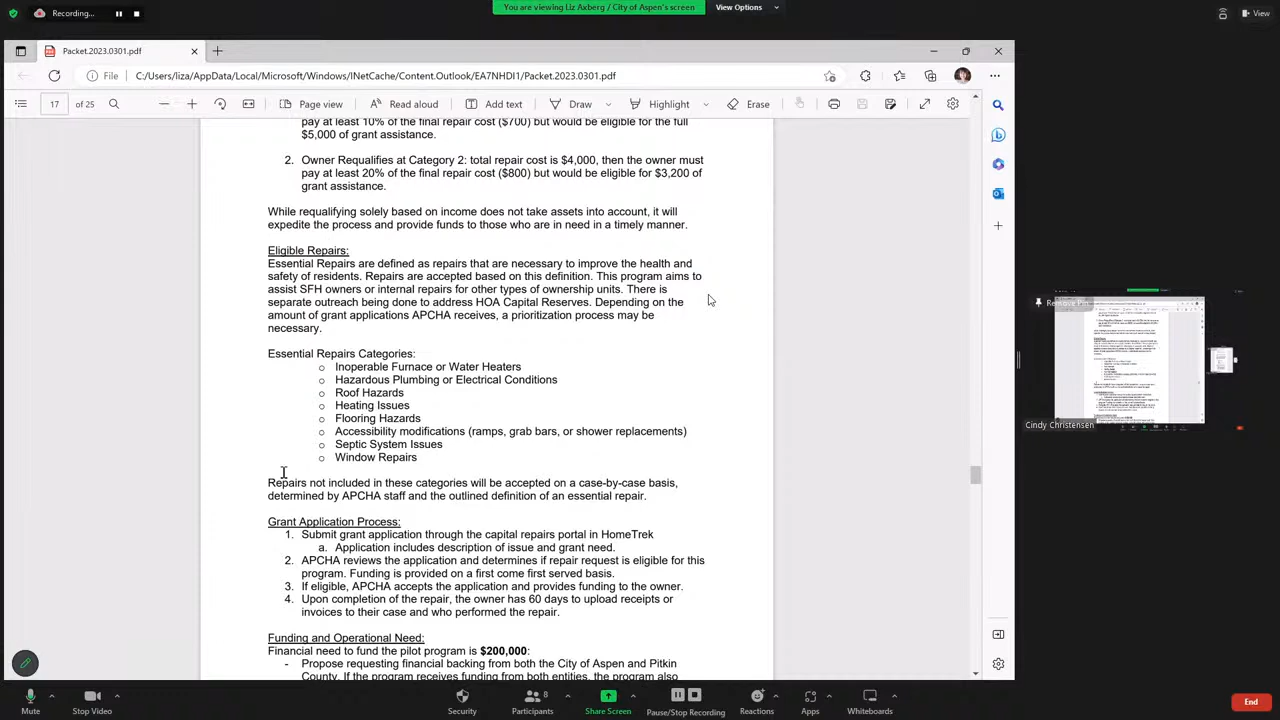 Recording...
You are viewing Liz Axberg / City of Aspen's screen
View Options
View
Packet.2023.0301.pdf
File
C:/Users/liza/AppData/Local/Microsoft/Windows/INetCache/Content.Outlook/EA7NHDI1/Packet.2023.0301.pdf
17 of 25
Page view
Read aloud
Add text
Draw
Highlight
Erase
pay at least 10% of the final repair cost ($700) but would be eligible for the full
$5,000 of grant assistance.
2. Owner Requalifies at Category 2: total repair cost is $4,000, then the owner must
pay at least 20% of the final repair cost ($800) but would be eligible for $3,200 of
grant assistance.
While requalifying solely based on income does not take assets into account, it will
expedite the process and provide funds to those who are in need in a timely manner.
Eligible Repairs:
Essential Repairs are defined as repairs that are necessary to improve the health and
safety of residents. Repairs are accepted based on this definition. This program aims to
assist SFH owners or internal repairs for other types of ownership units. There is
separate outreach being done to address HOA Capital Reserves. Depending on the
amount of grant applications APCHA receives, a prioritization process may be
necessary.
Essential Repairs Categories:
o Inoperable Furnace or Water Heaters
o Hazardous Plumbing or Electrical Conditions
o Roof Hazards
o Heating Issues
o Flooring Hazards
o Accessibility modifications (ramps, grab bars, or shower replacements)
o Septic System Issues
o Window Repairs
Repairs not included in these categories will be accepted on a case-by-case basis,
determined by APCHA staff and the outlined definition of an essential repair.
Grant Application Process:
1. Submit grant application through the capital repairs portal in HomeTrek
a. Application includes description of issue and grant need.
2. APCHA reviews the application and determines if repair request is eligible for this
program. Funding is provided on a first come first served basis.
3. If eligible, APCHA accepts the application and provides funding to the owner.
4. Upon completion of the repair, the owner has 60 days to upload receipts or
invoices to their case and who performed the repair.
Funding and Operational Need:
Financial need to fund the pilot program is $200,000:
- Propose requesting financial backing from both the City of Aspen and Pitkin
County. If the program receives funding from both entities, the program also
Remove Pin
Cindy Christensen
Mute
Stop Video
Security
8
Participants
Share Screen
Pause/Stop Recording
Reactions
Apps
Whiteboards
End